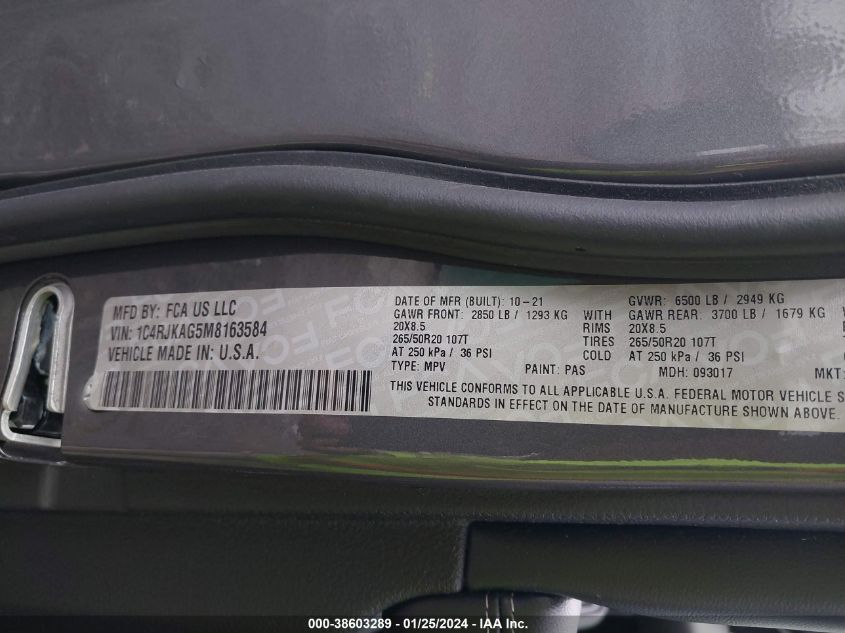 MFD BY: FCA US LLC
VIN: 1C4RJKAG5M8163584
VEHICLE MADE IN: U.S.A.
DATE OF MFR (BUILT): 10-21 GVWR: 6500 LB / 2949 KG
GAWR FRONT: 2850 LB / 1293 KG WITH GAWR REAR: 3700 LB / 1679 KG
20X8.5 RIMS 20X8.5
265/50R20 107T TIRES 265/50R20 107T
AT 250 kPa / 36 PSI COLD AT 250 kPa / 36 PSI
TYPE: MPV PAINT: PAS MDH: 093017 MKT:
THIS VEHICLE CONFORMS TO ALL APPLICABLE U.S.A. FEDERAL MOTOR VEHICLE S
STANDARDS IN EFFECT ON THE DATE OF MANUFACTURE SHOWN ABOVE.
000-38603289 - 01/25/2024 - IAA Inc.